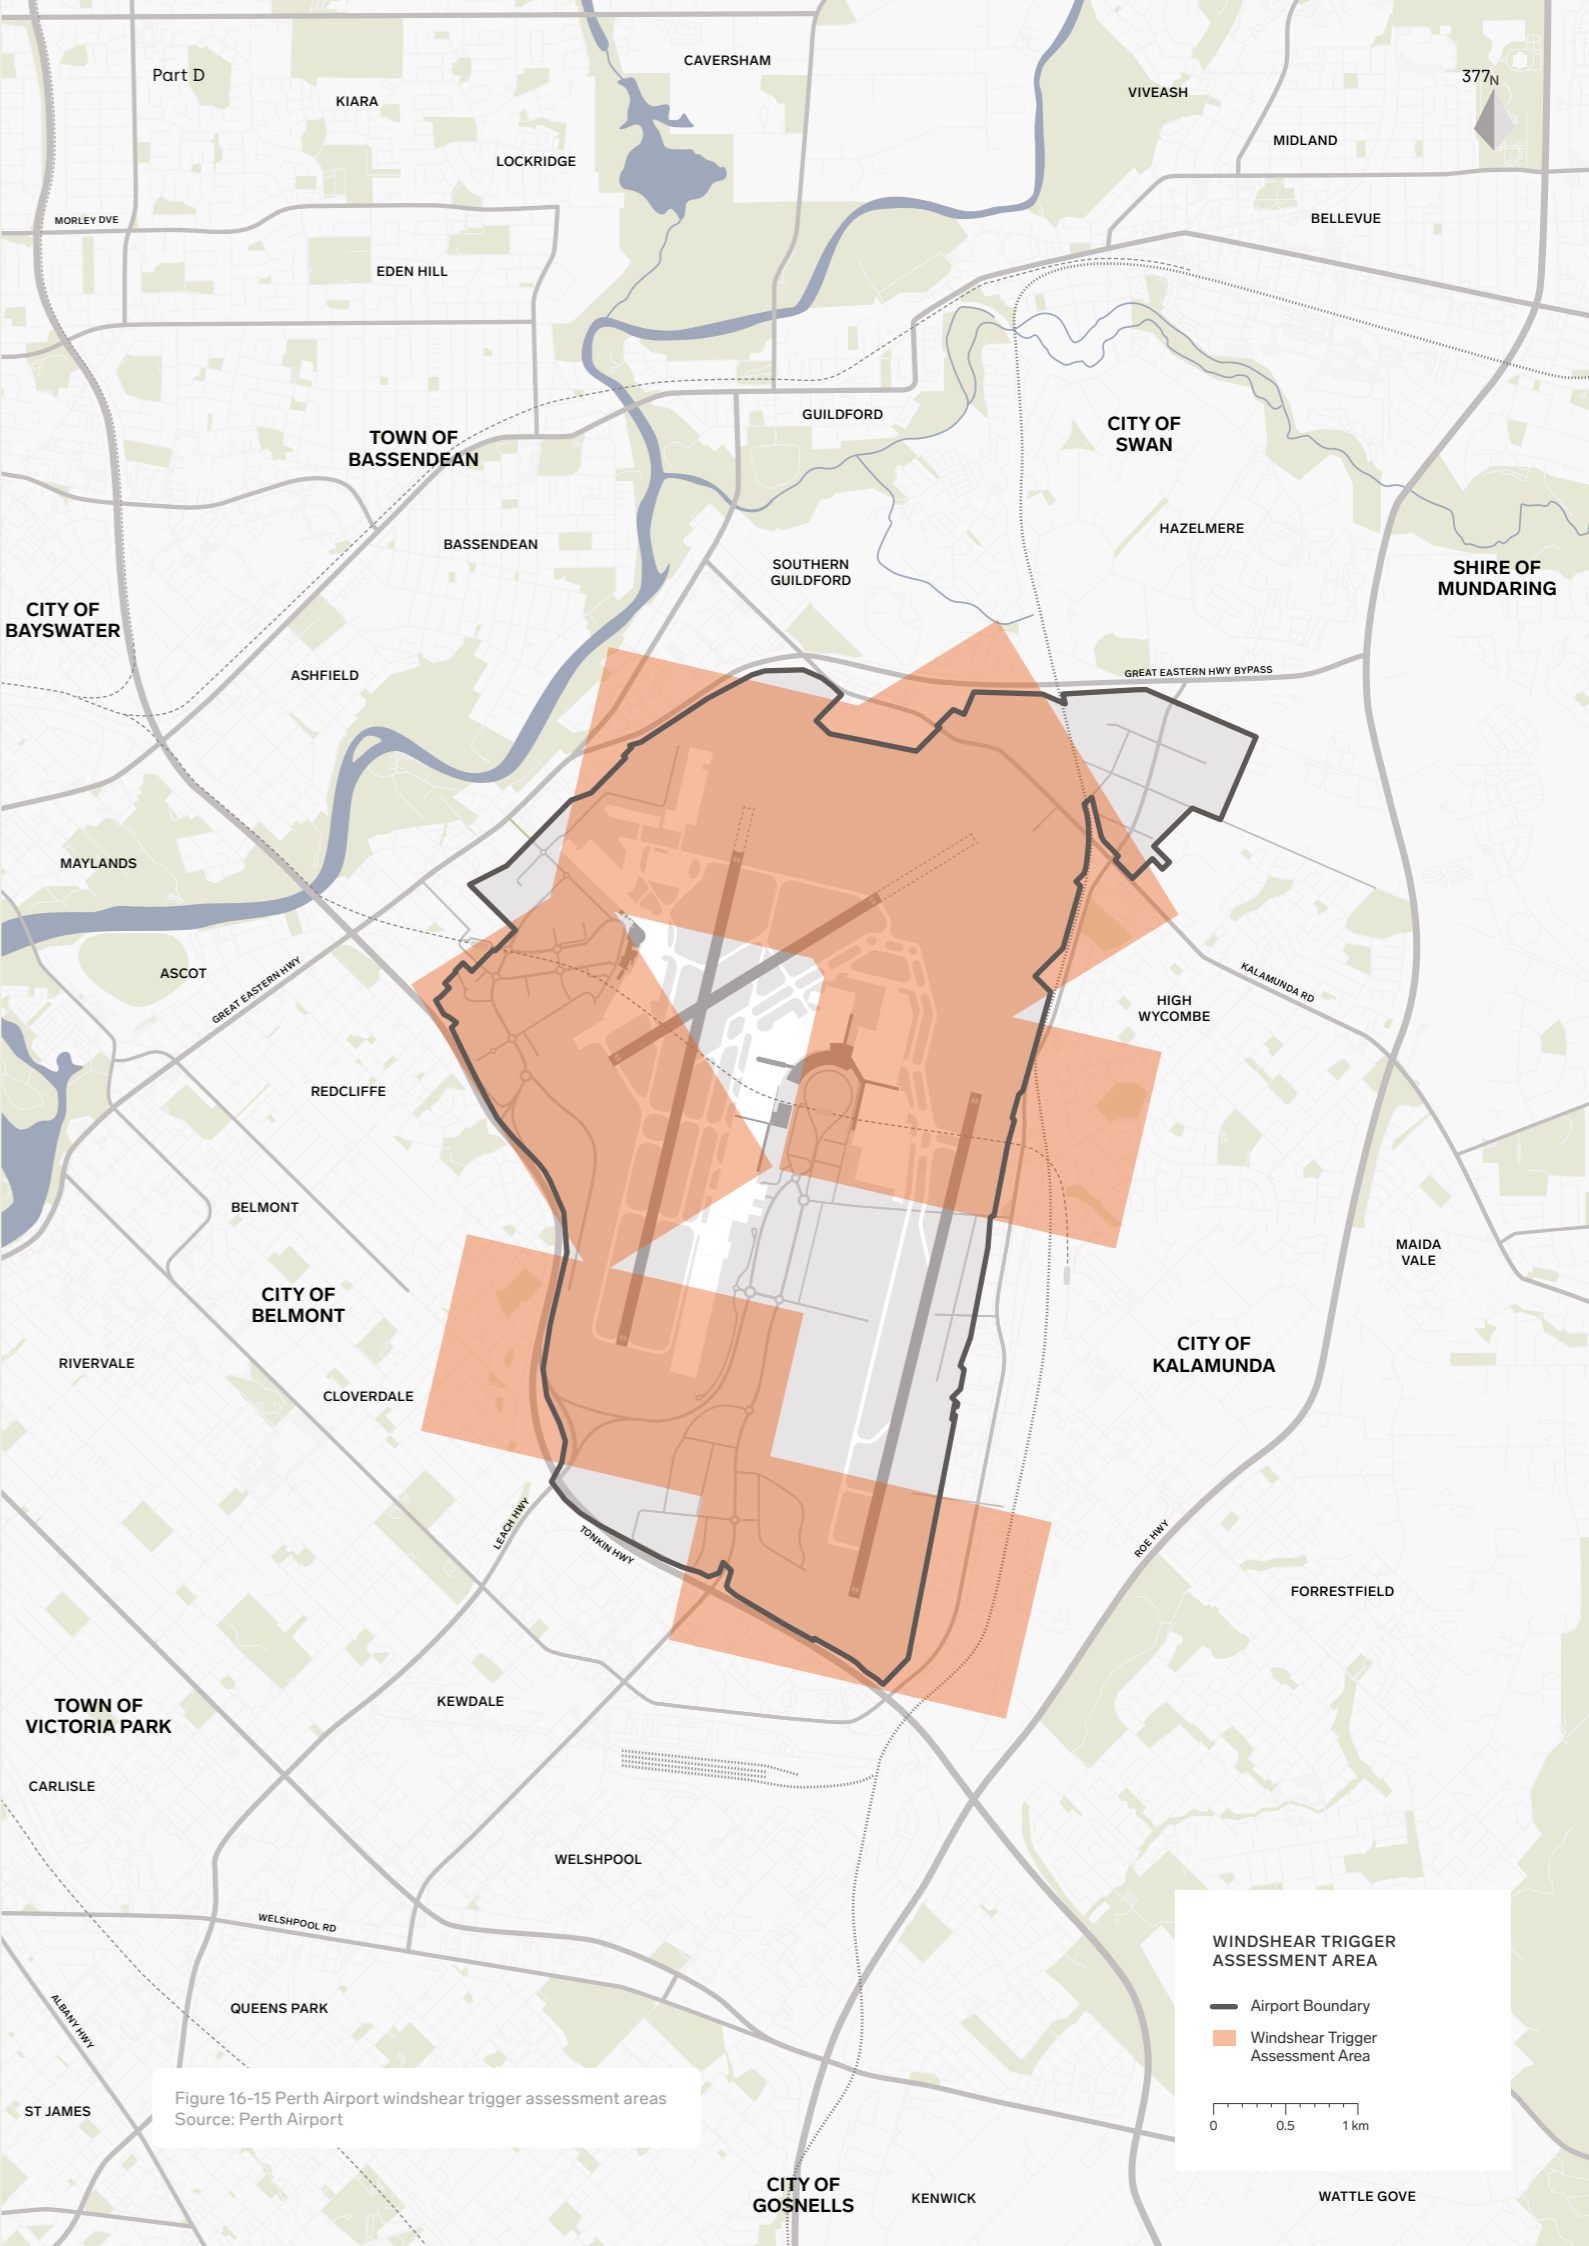 Part D
377
N
CAVERSHAM
KIARA
VIVEASH
MIDLAND
LOCKRIDGE
MORLEY DVE
BELLEVUE
EDEN HILL
GUILDFORD
CITY OF
SWAN
TOWN OF
BASSENDEAN
HAZELMERE
BASSENDEAN
SOUTHERN
GUILDFORD
SHIRE OF
MUNDARING
CITY OF
BAYSWATER
ASHFIELD
GREAT EASTERN HWY BYPASS
MAYLANDS
ASCOT
GREAT EASTERN HWY
KALAMUNDA RD
HIGH
WYCOMBE
REDCLIFFE
BELMONT
MAIDA
VALE
CITY OF
BELMONT
CITY OF
KALAMUNDA
RIVERVALE
CLOVERDALE
LEACH HWY
TONKIN HWY
ROE HWY
FORRESTFIELD
KEWDALE
TOWN OF
VICTORIA PARK
CARLISLE
WELSHPOOL
WELSHPOOL RD
ALBANY HWY
QUEENS PARK
ST JAMES
WINDSHEAR TRIGGER
ASSESSMENT AREA
Airport Boundary
Windshear Trigger
Assessment Area
0 0.5 1 km
Figure 16-15 Perth Airport windshear trigger assessment areas
Source: Perth Airport
CITY OF
GOSNELLS
KENWICK
WATTLE GOVE